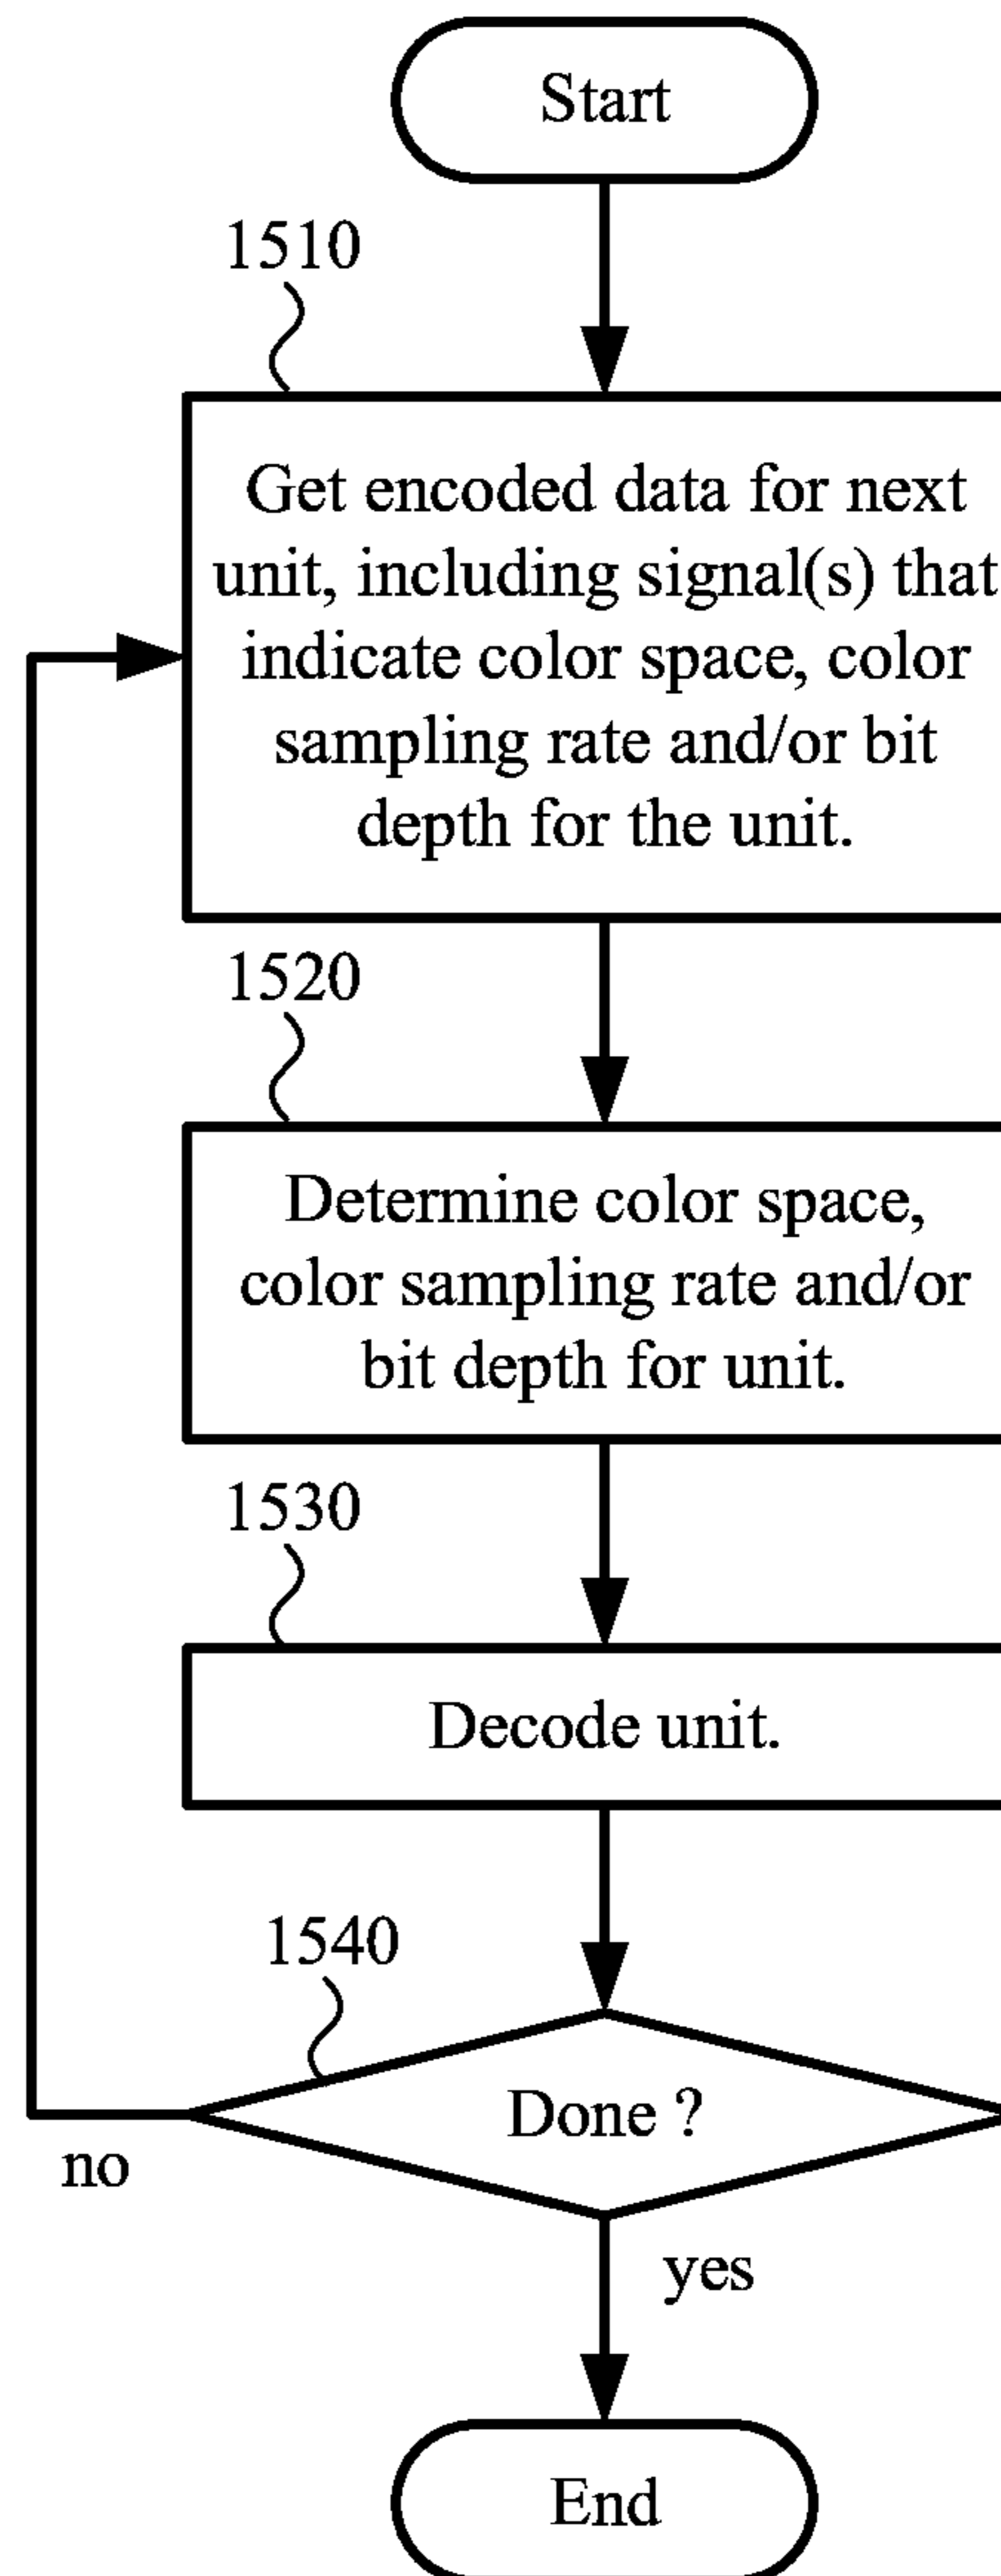 Start
1510
Get encoded data for next
unit, including signal(s) that
indicate color space, color
sampling rate and/or bit
depth for the unit.
1520
Determine color space,
color sampling rate and/or
bit depth for unit.
1530
Decode unit.
1540
Done ?
no
yes
End